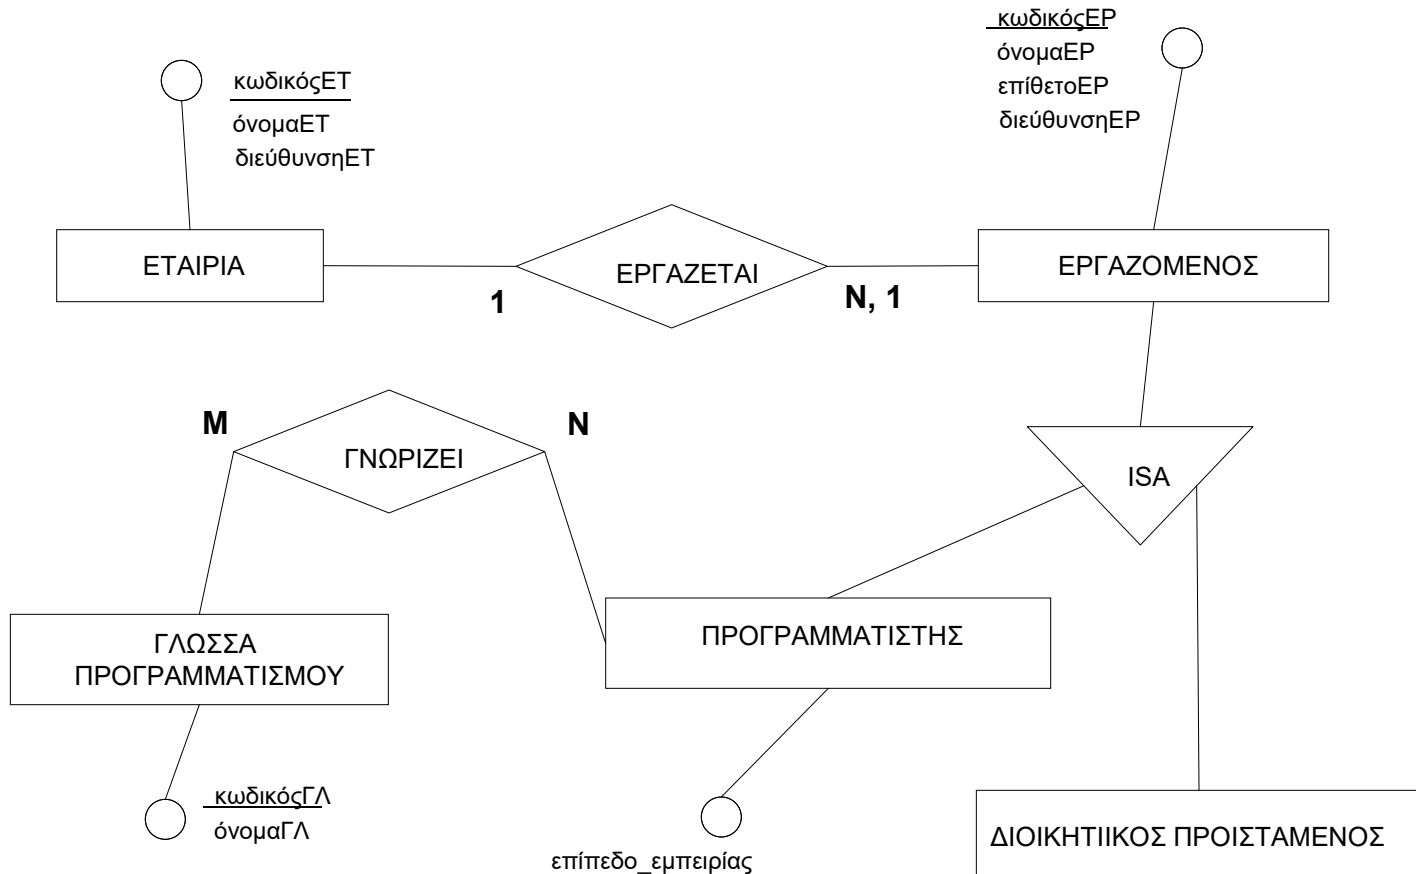 κωδικόςΕΤ
όνομαΕΤ
διεύθυνσηΕΤ
κωδικόςΕΡ
όνομαΕΡ
επίθετοΕΡ
διεύθυνσηΕΡ
ΕΤΑΙΡΙΑ
ΕΡΓΑΖΕΤΑΙ
ΕΡΓΑΖΟΜΕΝΟΣ
1
N, 1
M
N
ΓΝΩΡΙΖΕΙ
ISA
ΓΛΩΣΣΑ
ΠΡΟΓΡΑΜΜΑΤΙΣΜΟΥ
ΠΡΟΓΡΑΜΜΑΤΙΣΤΗΣ
κωδικόςΓΛ
όνομαΓΛ
επίπεδο_εμπειρίας
ΔΙΟΙΚΗΤΙΙΚΟΣ ΠΡΟΙΣΤΑΜΕΝΟΣ